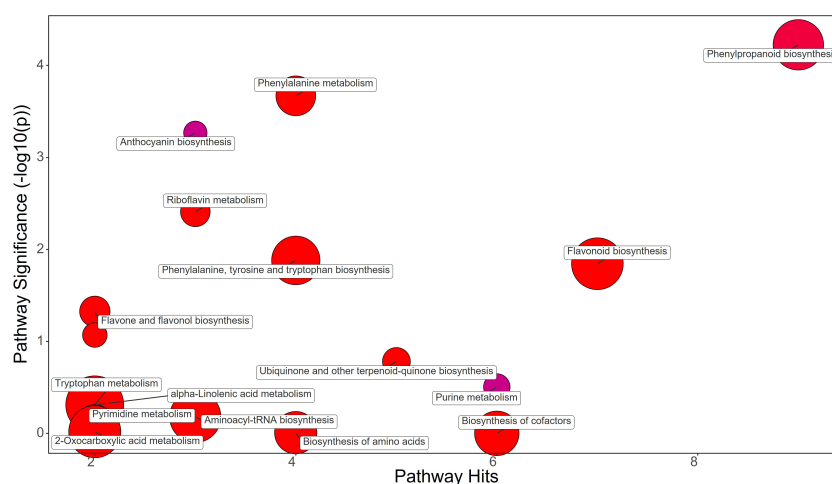 Phenylpropanoid biosynthesi
4
Phenylalanine metabolism
Anthocyanin biosynthesis
3
Riboflavin metabolism
Flavonoid biosynthesis
2
Phenylalanine, tyrosine and tryptophan biosynthesis
Flavone and flavonol biosynthesis
1
Ubiquinone and other terpenoid-quinone biosynthesis
Tryptophan metabolism
alpha-Linolenic acid metabolism
Purine metabolism
Pyrimidine metabolism
Aminoacyl-tRNA biosynthesis
Biosynthesis of cofactors
0
2-Oxocarboxylic acid metabolism
Biosynthesis of amino acids
2
4
6
8
Pathway Hits
Pathway Significance (-log10(p))